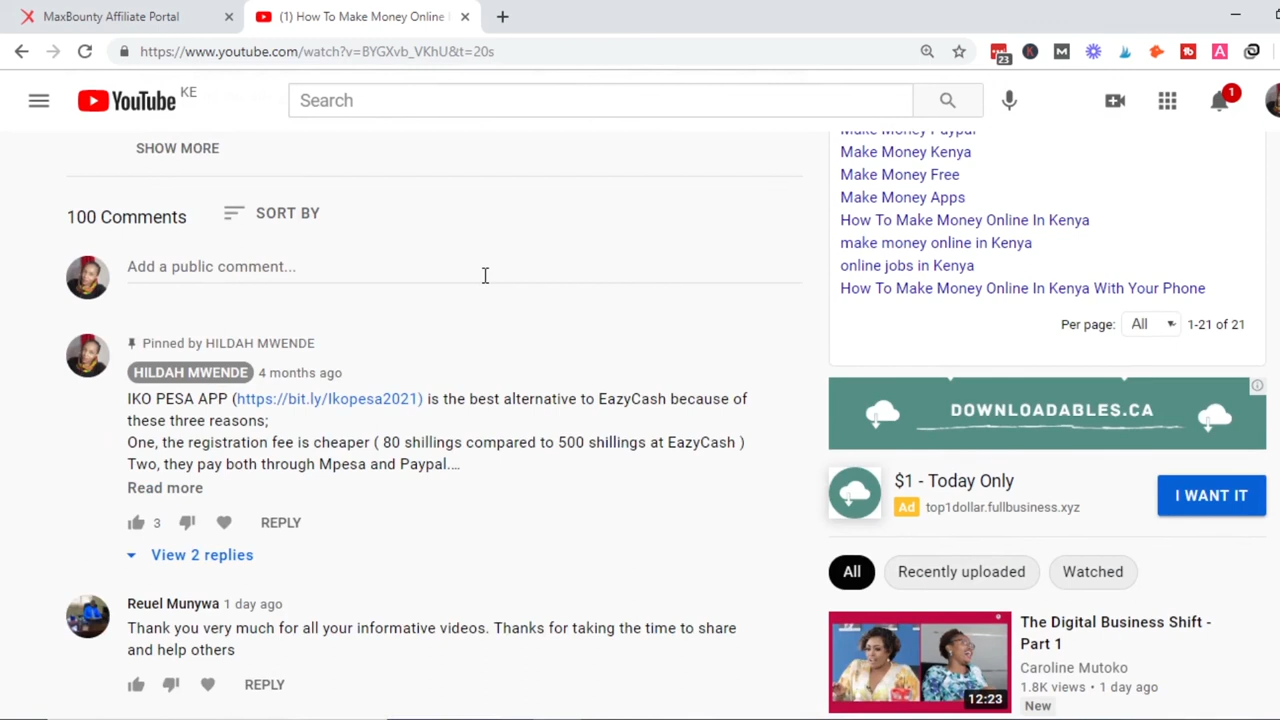 MaxBounty Affiliate Portal
(1) How To Make Money Online
https://www.youtube.com/watch?v=BYGXvb_VKhU&t=20s
23
YouTube KE
Search
1
SHOW MORE
100 Comments
SORT BY
Add a public comment...
Pinned by HILDAH MWENDE
HILDAH MWENDE 4 months ago
IKO PESA APP (https://bit.ly/Ikopesa2021) is the best alternative to EazyCash because of
these three reasons;
One, the registration fee is cheaper ( 80 shillings compared to 500 shillings at EazyCash )
Two, they pay both through Mpesa and Paypal....
Read more
3
REPLY
View 2 replies
Reuel Munywa 1 day ago
Thank you very much for all your informative videos. Thanks for taking the time to share
and help others
REPLY
Make Money Paypal
Make Money Kenya
Make Money Free
Make Money Apps
How To Make Money Online In Kenya
make money online in Kenya
online jobs in Kenya
How To Make Money Online In Kenya With Your Phone
Per page: All 1-21 of 21
DOWNLOADABLES.CA
$1 - Today Only
Ad top1dollar.fullbusiness.xyz
I WANT IT
All
Recently uploaded
Watched
12:23
The Digital Business Shift -
Part 1
Caroline Mutoko
1.8K views • 1 day ago
New